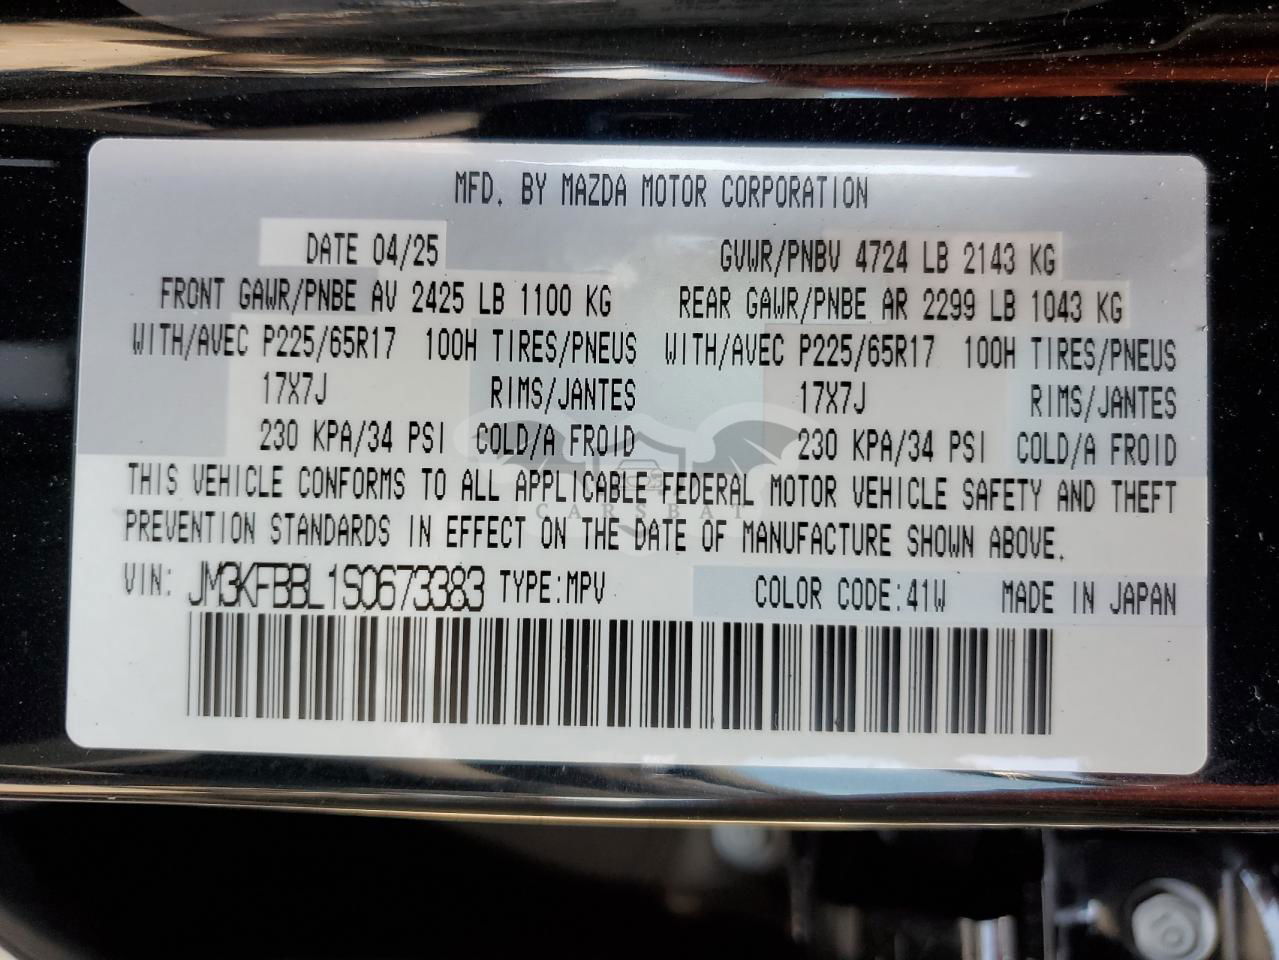 MFD. BY MAZDA MOTOR CORPORATION
DATE 04/25 GVWR/PNBV 4724 LB 2143 KG
FRONT GAWR/PNBE AV 2425 LB 1100 KG REAR GAWR/PNBE AR 2299 LB 1043 KG
WITH/AVEC P225/65R17 100H TIRES/PNEUS WITH/AVEC P225/65R17 100H TIRES/PNEUS
17X7J RIMS/JANTES 17X7J RIMS/JANTES
230 KPA/34 PSI COLD/A FROID 230 KPA/34 PSI COLD/A FROID
THIS VEHICLE CONFORMS TO ALL APPLICABLE FEDERAL MOTOR VEHICLE SAFETY AND THEFT
CARSBAT
PREVENTION STANDARDS IN EFFECT ON THE DATE OF MANUFACTURE SHOWN ABOVE.
VIN: JM3KFBBL1S0673383 TYPE:MPV COLOR CODE:41W MADE IN JAPAN